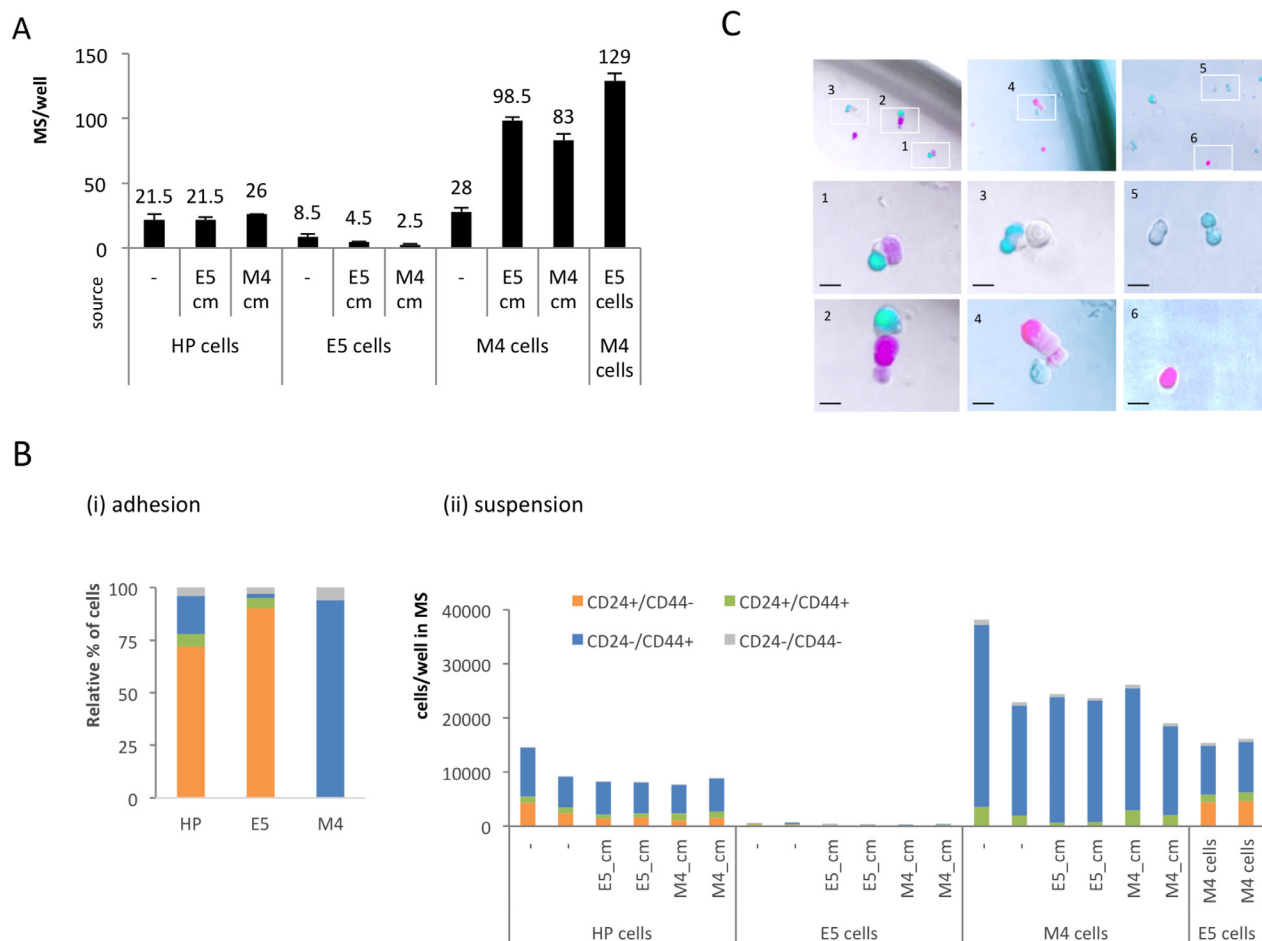 A
MS/well
150
100
50
0
21.5
21.5
26
8.5
4.5
2.5
28
98.5
83
129
source
-
E5 cm
M4 cm
-
E5 cm
M4 cm
-
E5 cm
M4 cm
E5 cells
HP cells
E5 cells
M4 cells
M4 cells
C
3
2
1
4
5
6
1
3
5
2
4
6
B
(i) adhesion
Relative % of cells
100
75
50
25
0
HP
E5
M4
(ii) suspension
cells/well in MS
40000
30000
20000
10000
0
CD24+/CD44-
CD24+/CD44+
CD24-/CD44+
CD24-/CD44-
-
-
E5_cm
E5_cm
M4_cm
M4_cm
-
-
E5_cm
E5_cm
M4_cm
M4_cm
-
-
E5_cm
E5_cm
M4_cm
M4_cm
M4 cells
M4 cells
HP cells
E5 cells
M4 cells
E5 cells